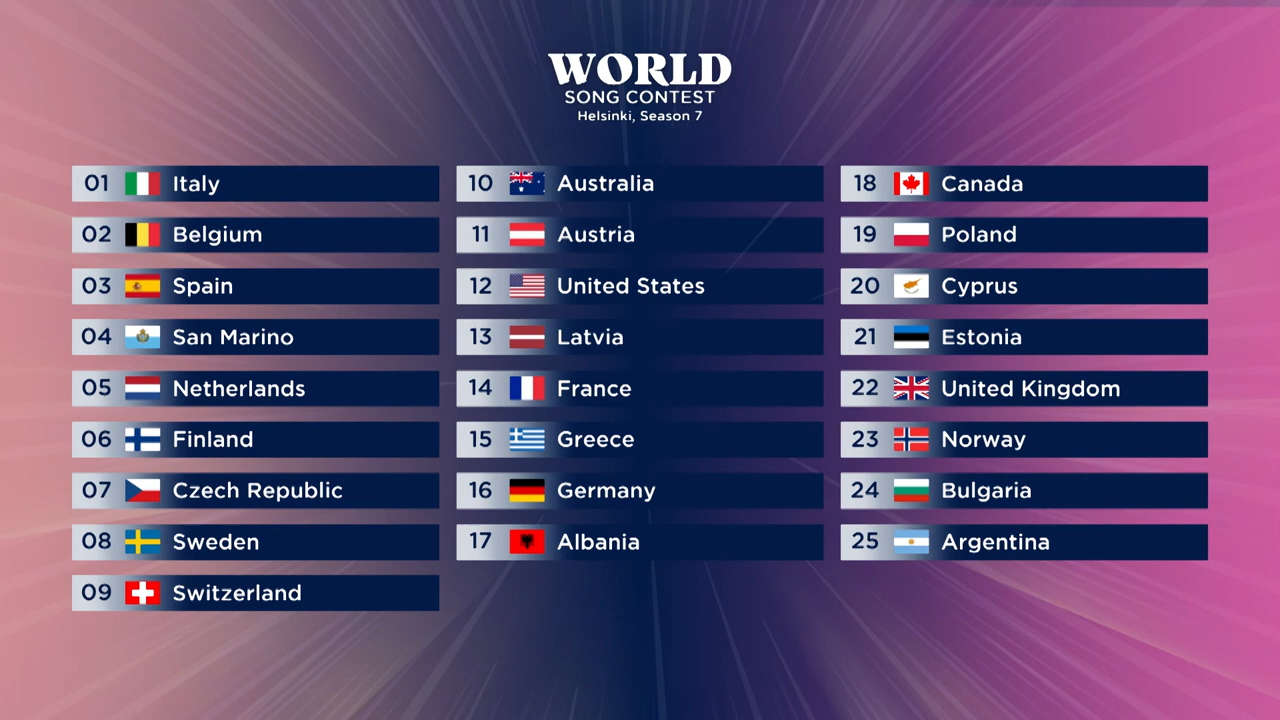 WORLD
SONG CONTEST
Helsinki, Season 7
01 Italy
02 Belgium
03 Spain
04 San Marino
05 Netherlands
06 Finland
07 Czech Republic
08 Sweden
09 Switzerland
10 Australia
11 Austria
12 United States
13 Latvia
14 France
15 Greece
16 Germany
17 Albania
18 Canada
19 Poland
20 Cyprus
21 Estonia
22 United Kingdom
23 Norway
24 Bulgaria
25 Argentina